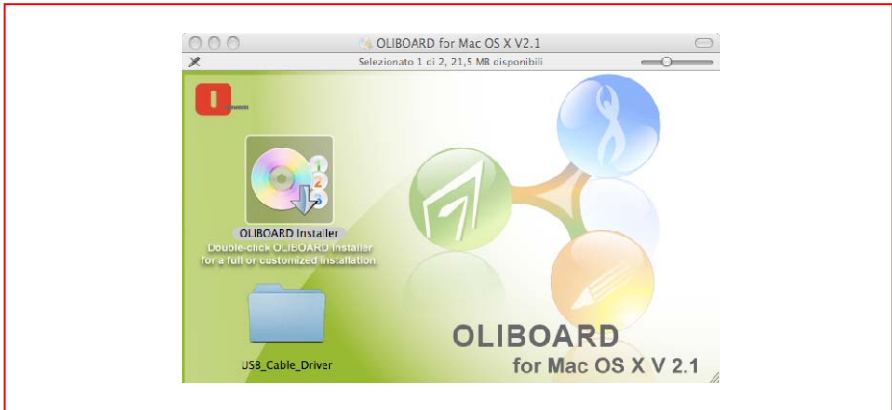 OLIBOARD for Mac OS X V2.1
Selezionato 1 di 2, 21,5 MB disponibili
OLIBOARD Installer
Double-click OLIBOARD Installer
for a full or customized installation
USB_Cable_Driver
OLIBOARD
for Mac OS X V 2.1